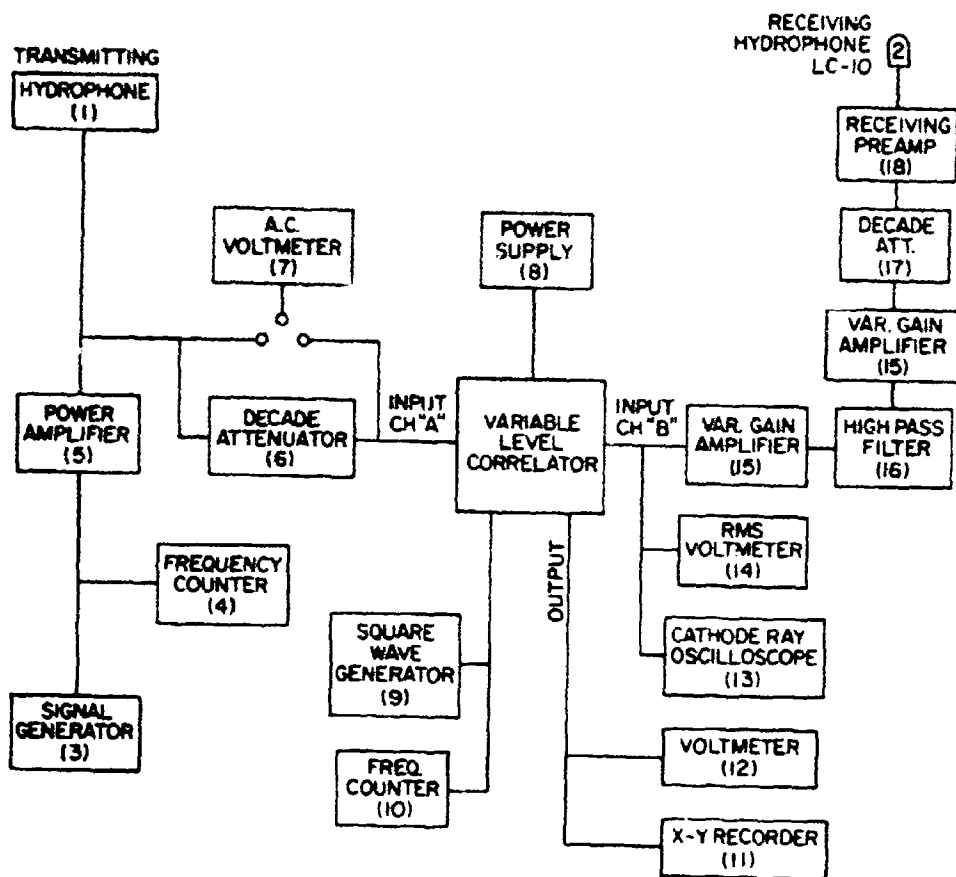 TRANSMITTING
HYDROPHONE
(1)
RECEIVING
HYDROPHONE
LC-10
2
RECEIVING
PREAMP
(18)
A.C.
VOLTMETER
(7)
POWER
SUPPLY
(8)
DECADE
ATT.
(17)
VAR. GAIN
AMPLIFIER
(15)
POWER
AMPLIFIER
(5)
DECADE
ATTENUATOR
(6)
INPUT
CH "A"
VARIABLE
LEVEL
CORRELATOR
INPUT
CH "B"
VAR. GAIN
AMPLIFIER
(15)
HIGH PASS
FILTER
(16)
FREQUENCY
COUNTER
(4)
RMS
VOLTMETER
(14)
OUTPUT
SQUARE
WAVE
GENERATOR
(9)
CATHODE RAY
OSCILLOSCOPE
(13)
SIGNAL
GENERATOR
(3)
FREQ.
COUNTER
(10)
VOLTMETER
(12)
X-Y RECORDER
(11)